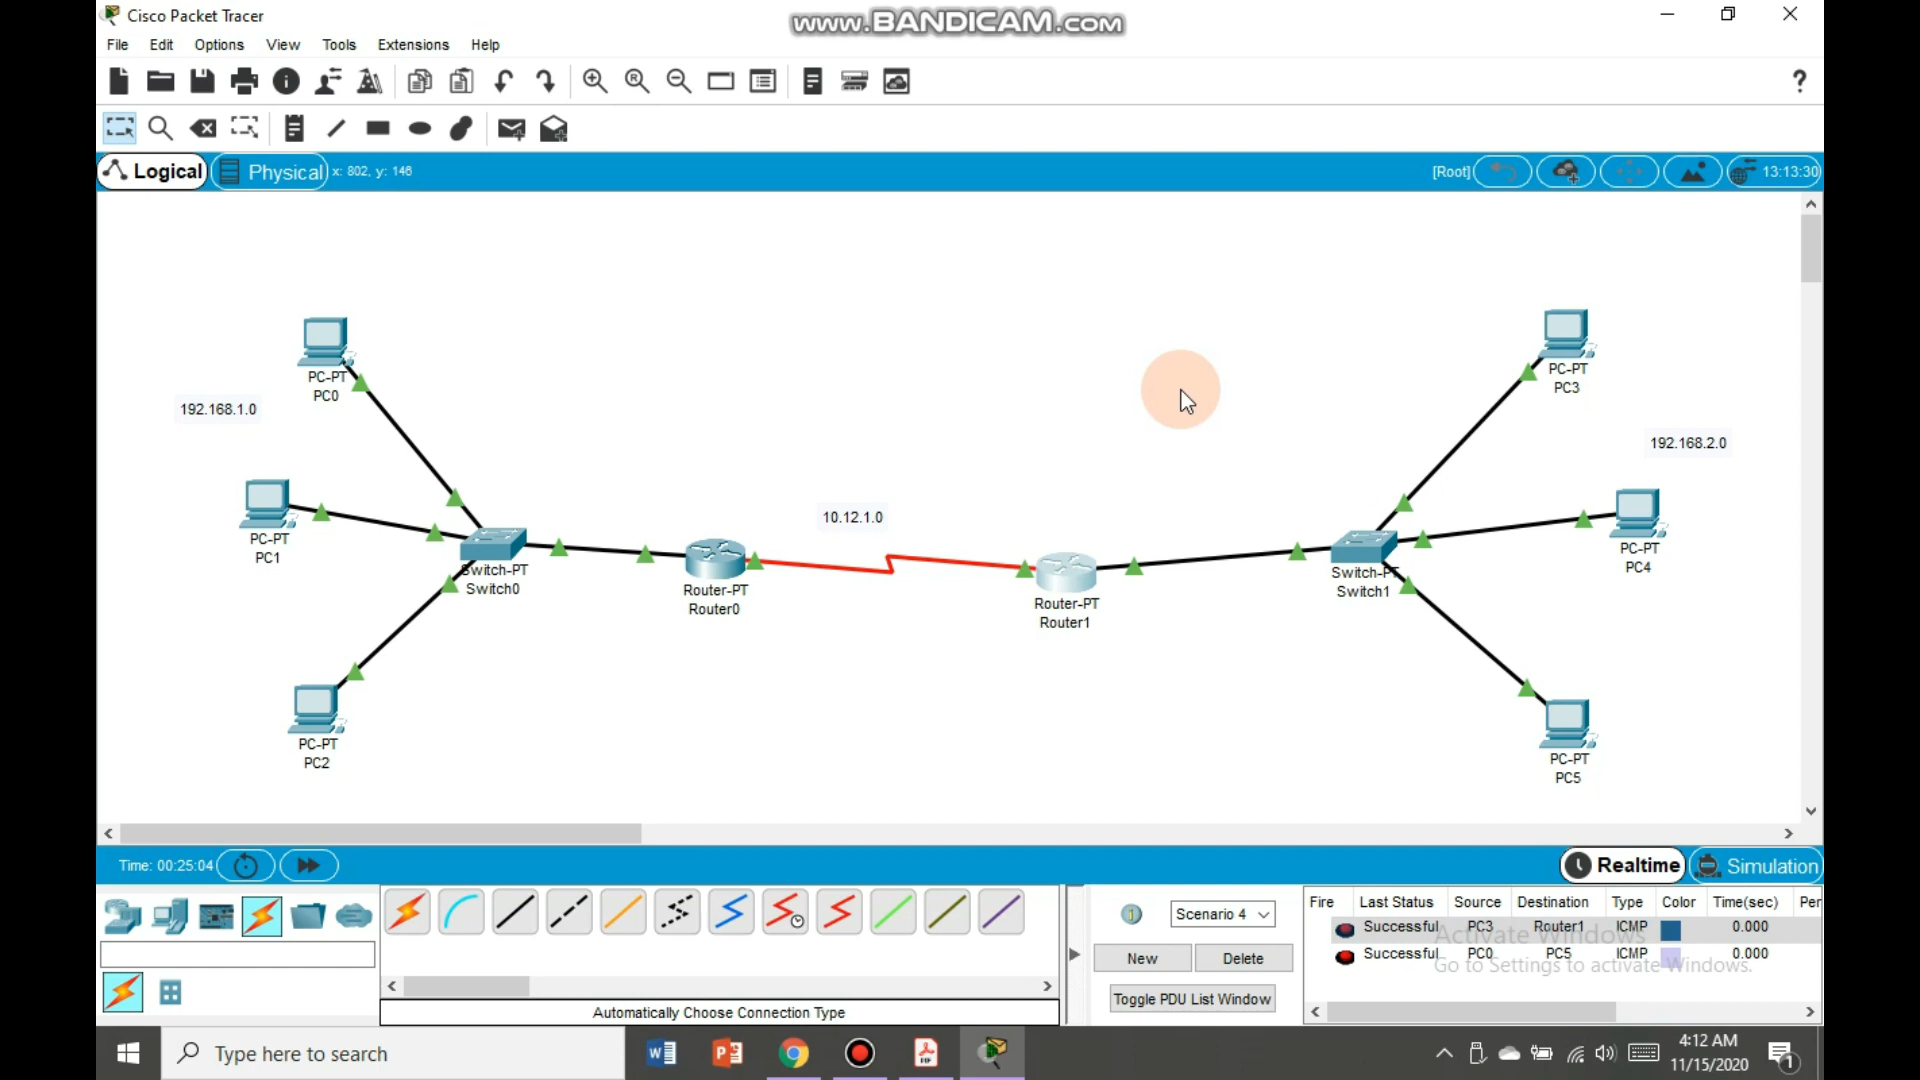 Cisco Packet Tracer
www.BANDICAM.com
File Edit Options View Tools Extensions Help
Logical Physical x: 802, y: 146 [Root] 13:13:30
PC-PT
PC0
192.168.1.0
PC-PT
PC3
192.168.2.0
PC-PT
PC1
10.12.1.0
Switch-PT
Switch0
Router-PT
Router0
Router-PT
Router1
Switch-PT
Switch1
PC-PT
PC4
PC-PT
PC2
PC-PT
PC5
Time: 00:25:04 Realtime Simulation
Scenario 4
New Delete
Toggle PDU List Window
Fire Last Status Source Destination Type Color Time(sec) Per
Successful PC3 Router1 ICMP 0.000
Successful PC0 PC5 ICMP 0.000
Activate Windows
Go to Settings to activate Windows.
Automatically Choose Connection Type
Type here to search
4:12 AM
11/15/2020
1